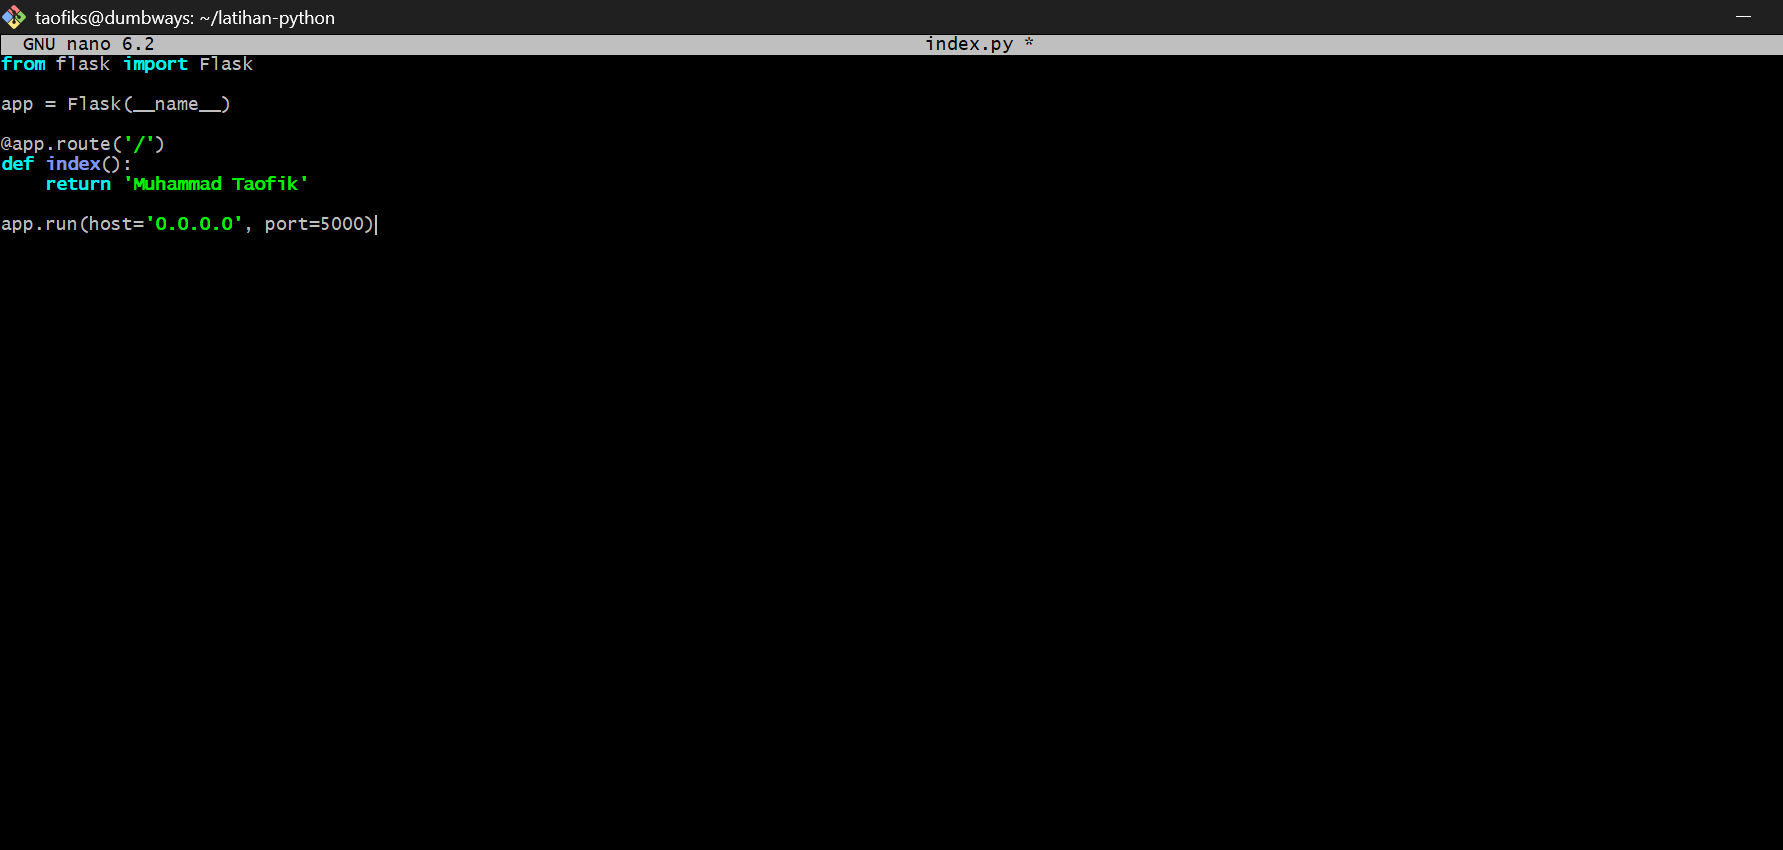 taofiks@dumbways: ~/latihan-python
GNU nano 6.2 index.py *
from flask import Flask
app = Flask(__name__)
@app.route('/')
def index():
    return 'Muhammad Taofik'
app.run(host='0.0.0.0', port=5000)